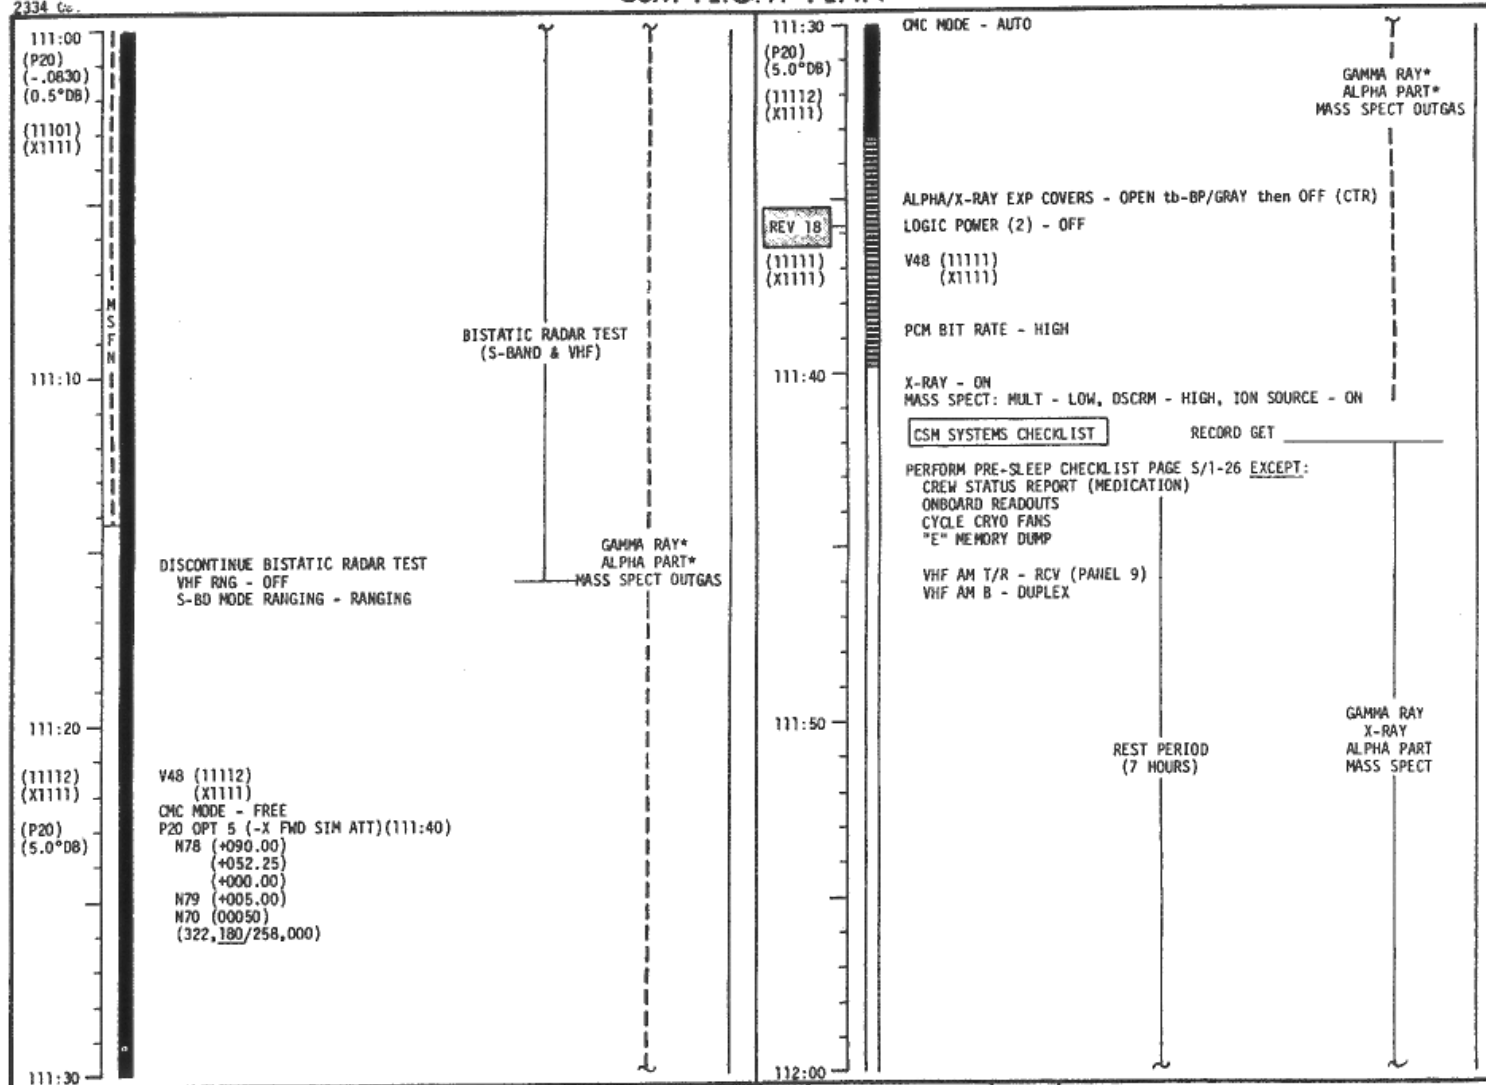 2334
111:00
(P20)
(-.0830)
(0.5°DB)
(11101)
(X1111)
MSFN
BISTATIC RADAR TEST
(S-BAND & VHF)
111:10
DISCONTINUE BISTATIC RADAR TEST
VHF RNG - OFF
S-BD MODE RANGING - RANGING
GAMMA RAY*
ALPHA PART*
MASS SPECT OUTGAS
111:20
(11112)
(X1111)
(P20)
(5.0°DB)
V48 (11112)
(X1111)
CMC MODE - FREE
P20 OPT 5 (-X FWD SIM ATT)(111:40)
N78 (+090.00)
(+052.25)
(+000.00)
N79 (+005.00)
N70 (00050)
(322,180/258,000)
111:30
111:30
(P20)
(5.0°DB)
(11112)
(X1111)
CMC MODE - AUTO
GAMMA RAY*
ALPHA PART*
MASS SPECT OUTGAS
ALPHA/X-RAY EXP COVERS - OPEN tb-BP/GRAY then OFF (CTR)
REV 18
LOGIC POWER (2) - OFF
(11111)
(X1111)
V48 (11111)
(X1111)
PCM BIT RATE - HIGH
111:40
X-RAY - ON
MASS SPECT: MULT - LOW, DSCRM - HIGH, ION SOURCE - ON
CSM SYSTEMS CHECKLIST RECORD GET
PERFORM PRE-SLEEP CHECKLIST PAGE S/1-26 EXCEPT:
CREW STATUS REPORT (MEDICATION)
ONBOARD READOUTS
CYCLE CRYO FANS
"E" MEMORY DUMP
VHF AM T/R - RCV (PANEL 9)
VHF AM B - DUPLEX
111:50
REST PERIOD
(7 HOURS)
GAMMA RAY
X-RAY
ALPHA PART
MASS SPECT
112:00